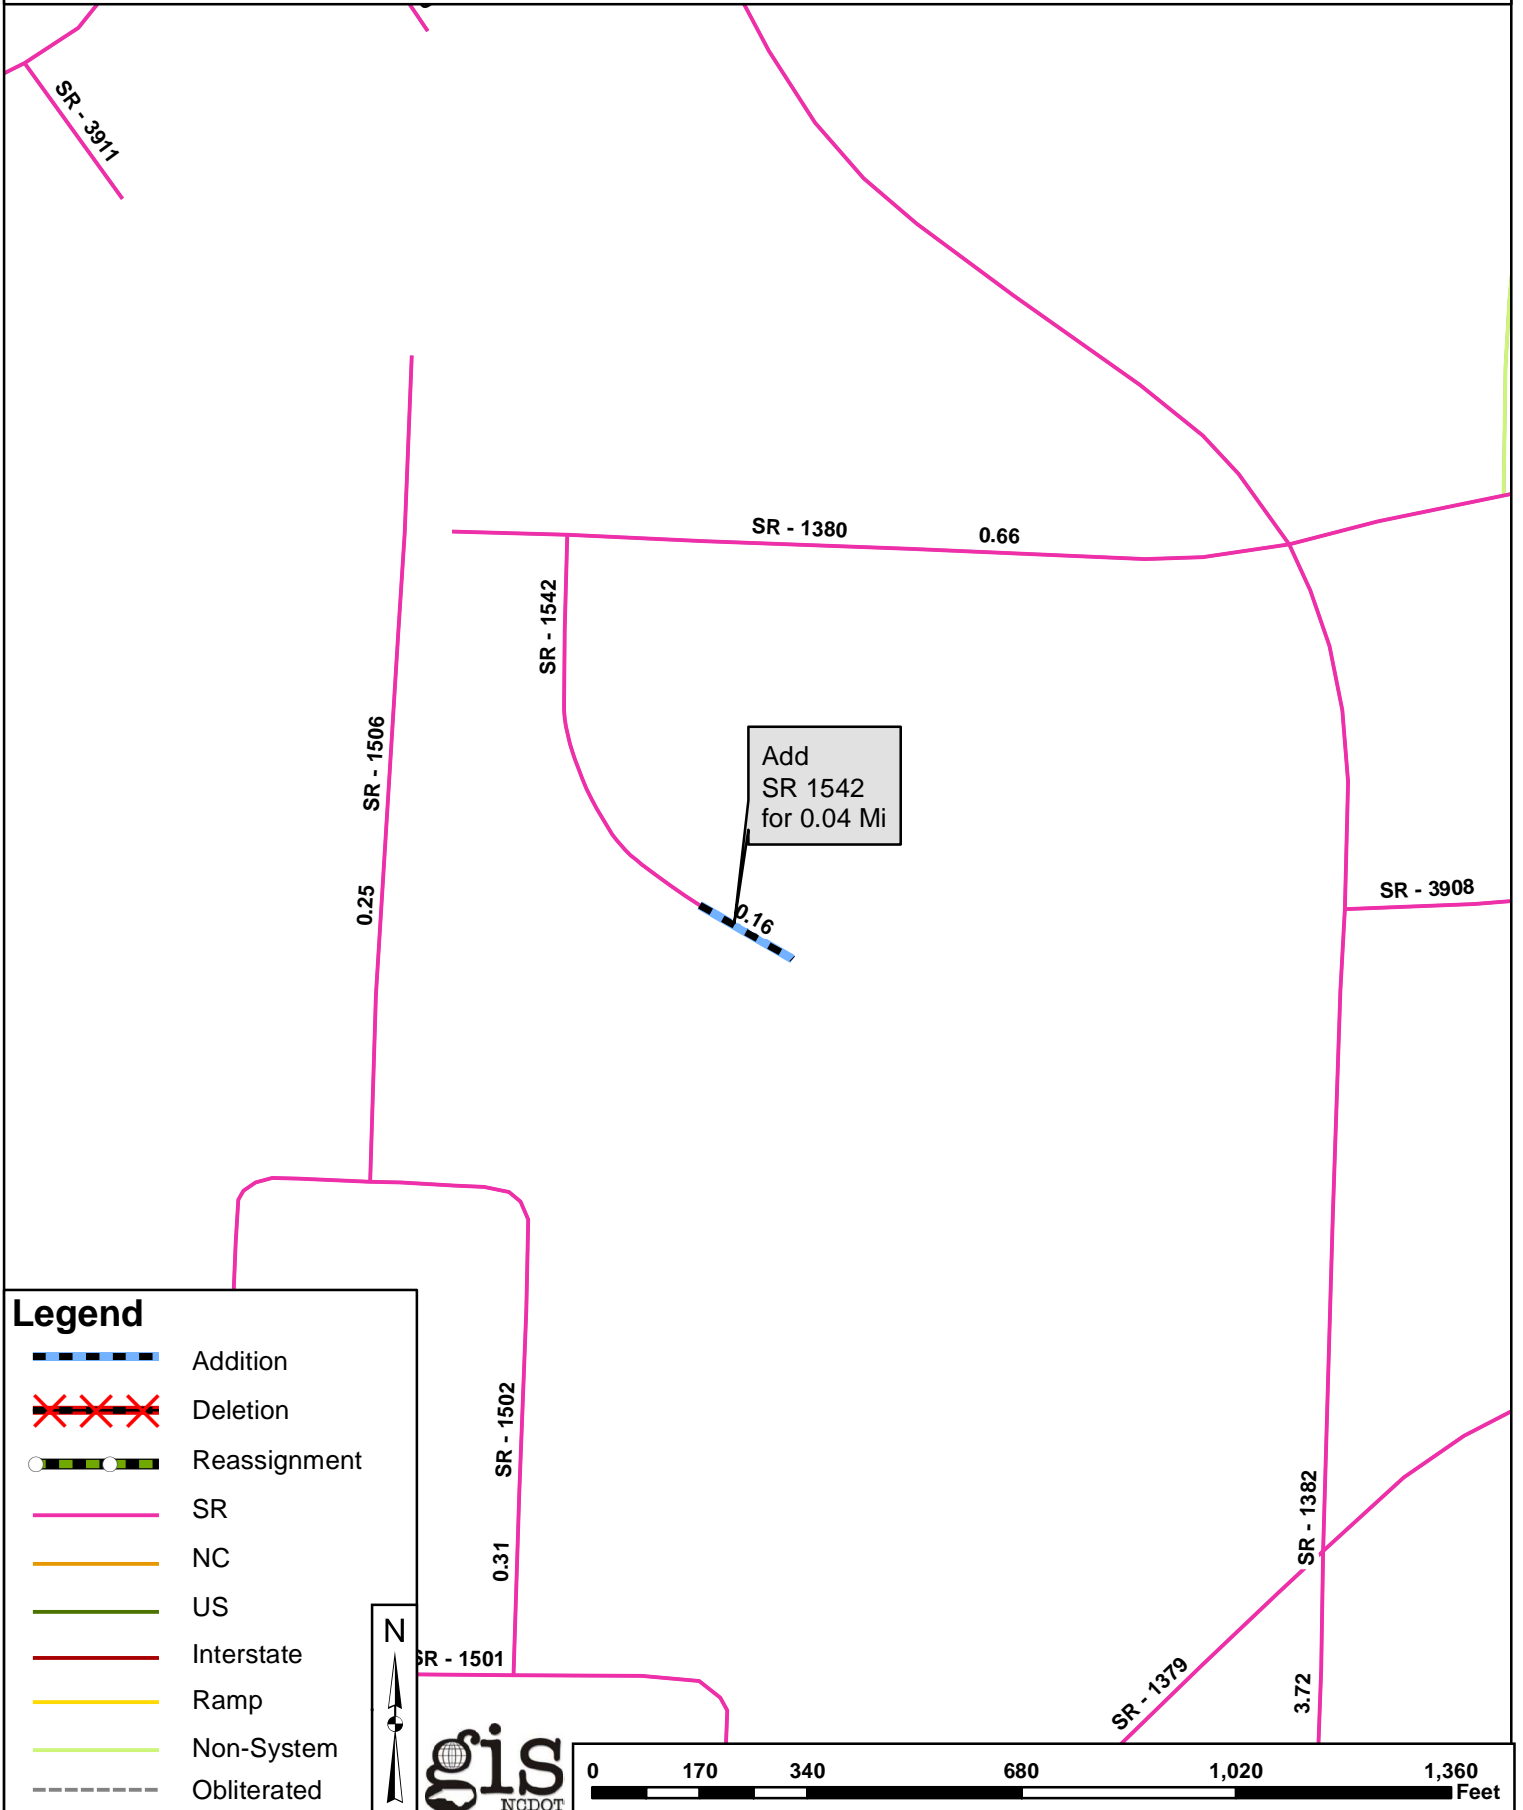 SR - 3911
SR - 1380
0.66
SR - 1542
SR - 1506
Add
SR 1542
for 0.04 Mi
0.25
0.16
SR - 3908
Legend
Addition
Deletion
Reassignment
SR
NC
US
Interstate
Ramp
Non-System
Obliterated
SR - 1502
0.31
SR - 1382
N
SR - 1501
SR - 1379
3.72
gis
NCDOT
0 170 340 680 1,020 1,360
Feet